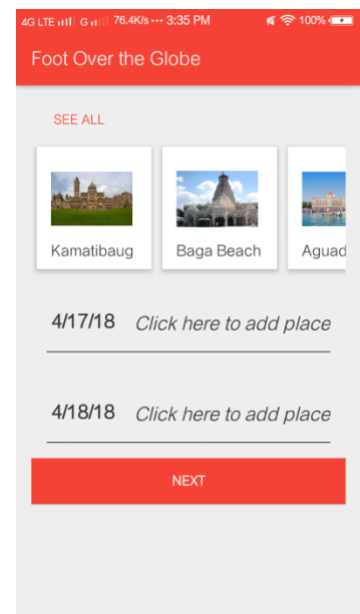 4G LTE G 76.4K/s ··· 3:35 PM 100%
Foot Over the Globe
SEE ALL
Kamatibaug Baga Beach Aguad
4/17/18 Click here to add place
4/18/18 Click here to add place
NEXT